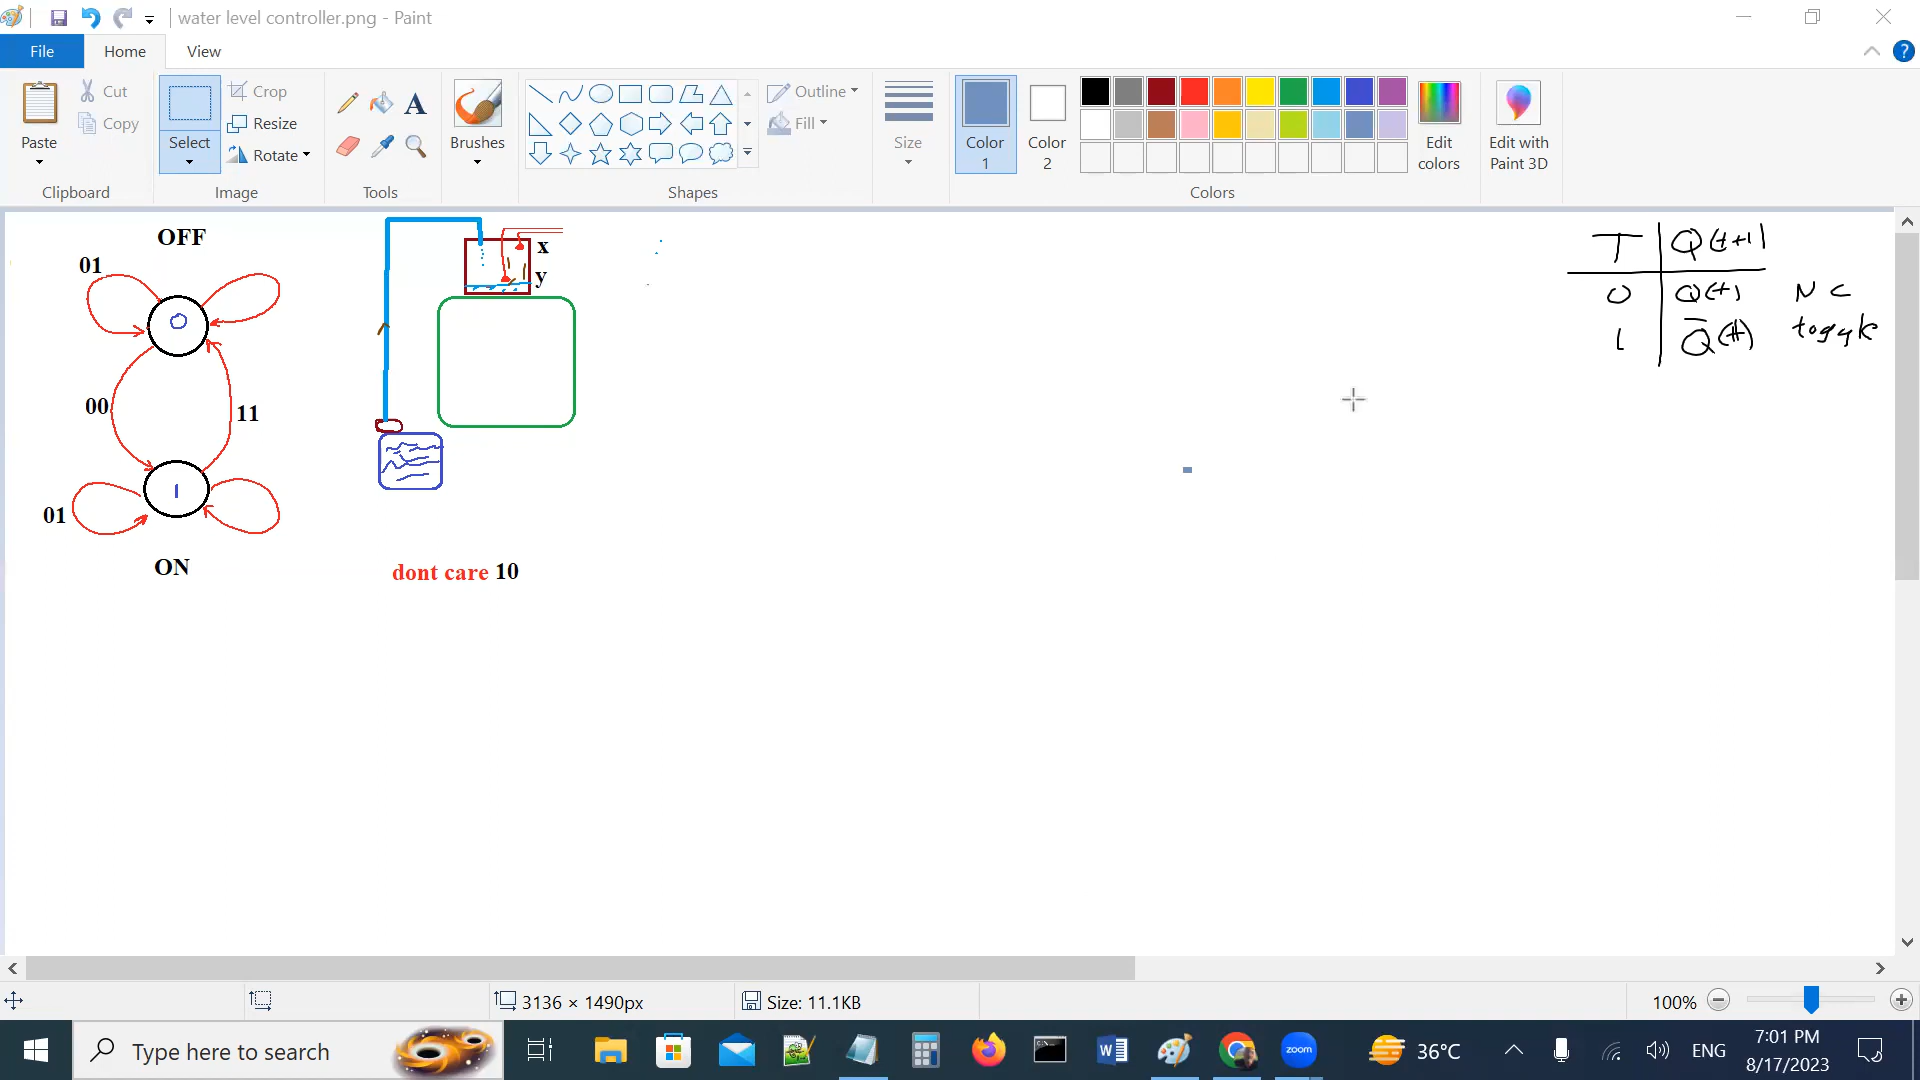 water level controller.png - Paint
File Home View
Paste
Cut
Copy
Clipboard
Select
Crop
Resize
Rotate
Image
A
Tools
Brushes
Shapes
Outline
Fill
Size
Color 1
Color 2
Colors
Edit colors
Edit with Paint 3D
OFF
01
0
00
11
1
01
ON
x
y
dont care 10
T Q(t+1)
0 Q(t) NC
1 Q̅(t) toggle
3136 × 1490px
Size: 11.1KB
100%
Type here to search
zoom
36°C
ENG
7:01 PM
8/17/2023